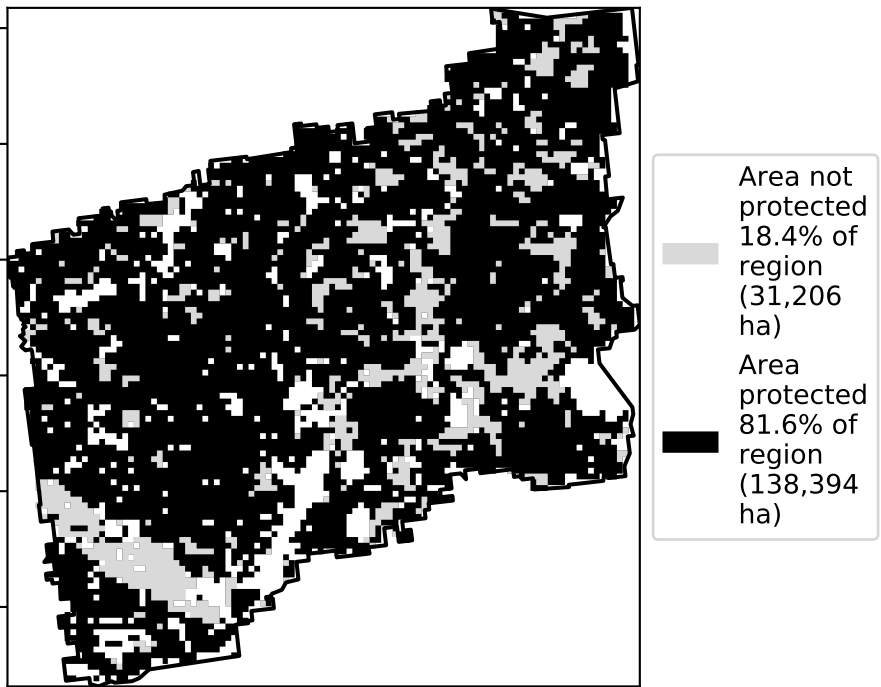 Area not
protected
18.4% of
region
(31,206
ha)
Area
protected
81.6% of
region
(138,394
ha)